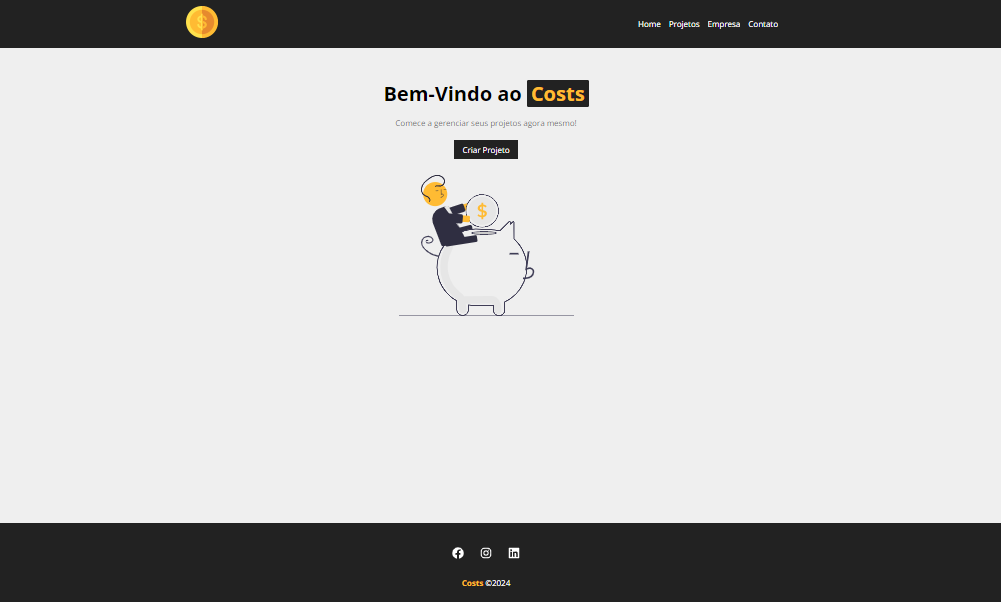 $
Home Projetos Empresa Contato
Bem-Vindo ao Costs
Comece a gerenciar seus projetos agora mesmo!
Criar Projeto
$
Costs ©2024